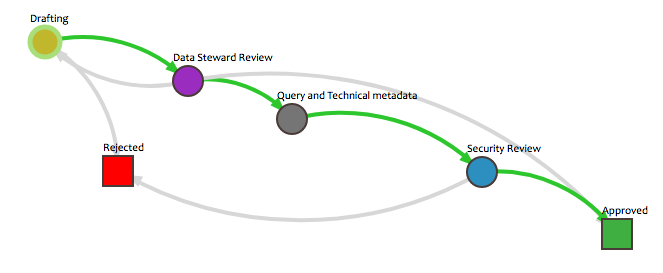 Drafting
Data Steward Review
Query and Technical metadata
Rejected
Security Review
Approved